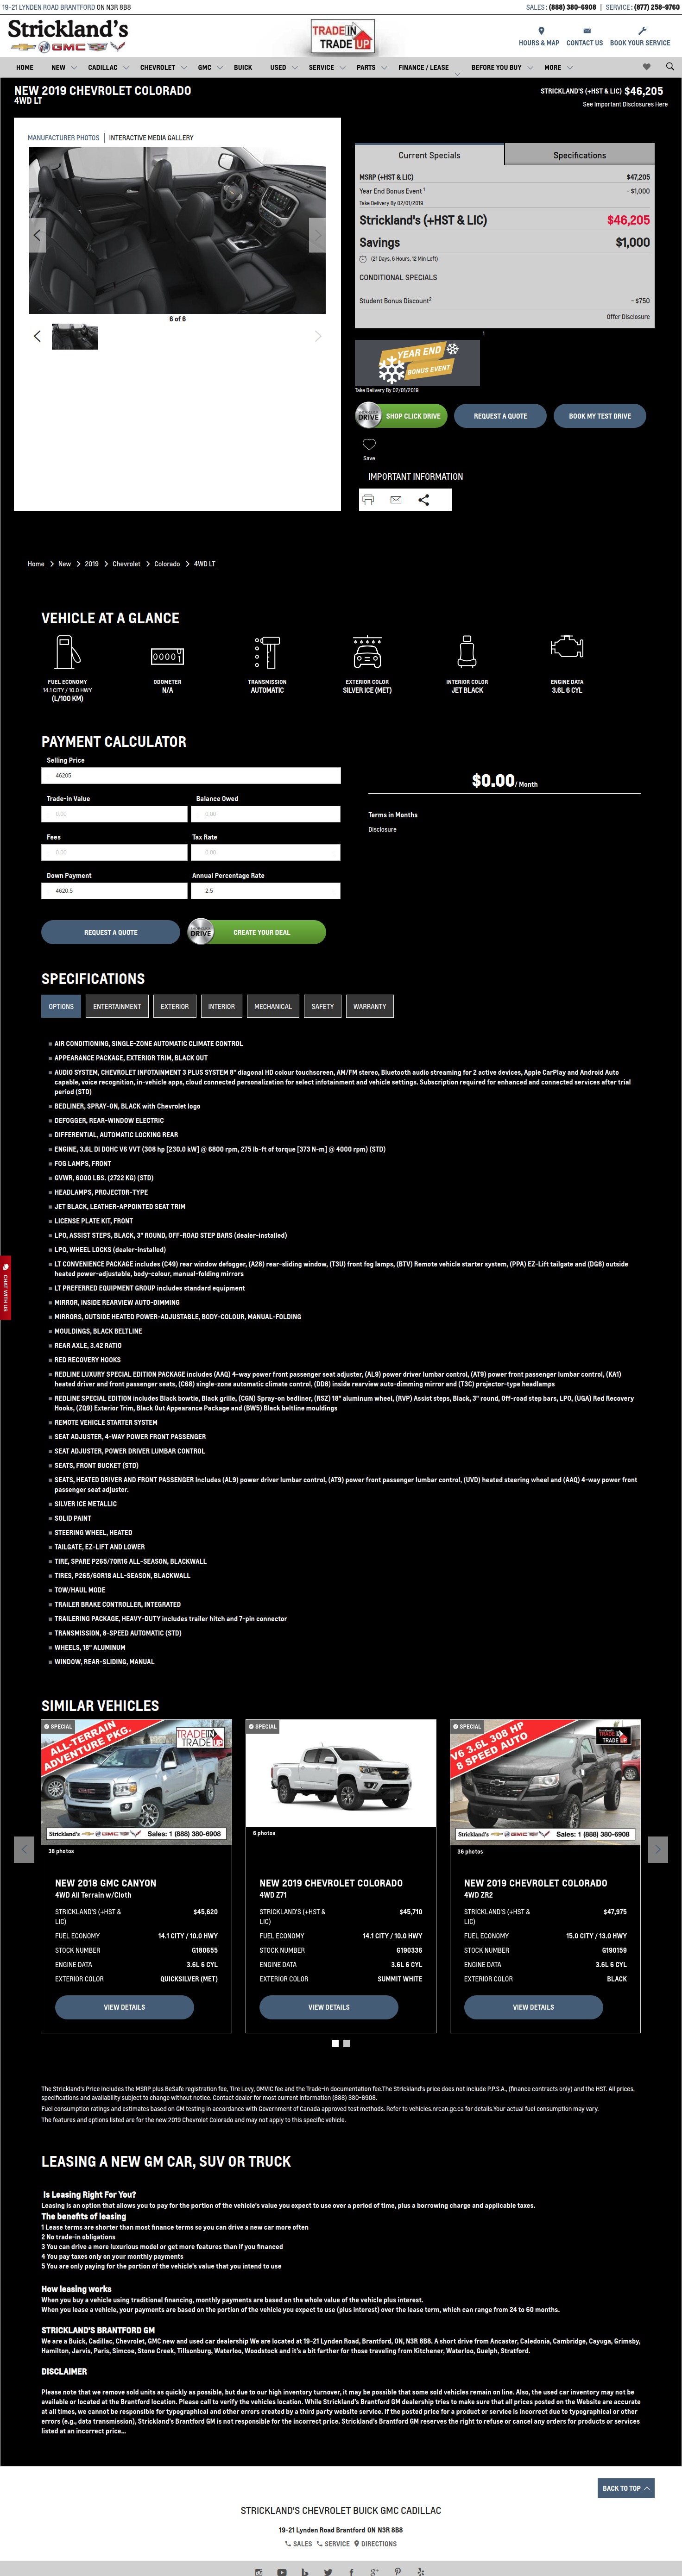 19-21 LYNDEN ROAD BRANTFORD ON N3R 8B8
SALES : (888) 380-6908 | SERVICE : (877) 258-9760
Strickland's
BUICK GMC
TRADE IN
TRADE UP!
HOURS & MAP CONTACT US BOOK YOUR SERVICE
HOME NEW CADILLAC CHEVROLET GMC BUICK USED SERVICE PARTS FINANCE / LEASE BEFORE YOU BUY MORE
NEW 2019 CHEVROLET COLORADO
4WD LT
STRICKLAND'S (+HST & LIC) $46,205
See Important Disclosures Here
MANUFACTURER PHOTOS | INTERACTIVE MEDIA GALLERY
6 of 6
Current Specials Specifications
MSRP (+HST & LIC) $47,205
Year End Bonus Event 1 - $1,000
Take Delivery By 02/01/2019
Strickland's (+HST & LIC) $46,205
Savings $1,000
(21 Days, 6 Hours, 12 Min Left)
CONDITIONAL SPECIALS
Student Bonus Discount2 - $750
Offer Disclosure
1
YEAR END
BONUS EVENT
Take Delivery By 02/01/2019
DRIVE SHOP CLICK DRIVE REQUEST A QUOTE BOOK MY TEST DRIVE
Save
IMPORTANT INFORMATION
Home > New > 2019 > Chevrolet > Colorado > 4WD LT
VEHICLE AT A GLANCE
FUEL ECONOMY
14.1 CITY / 10.0 HWY
(L/100 KM)
ODOMETER
N/A
TRANSMISSION
AUTOMATIC
EXTERIOR COLOR
SILVER ICE (MET)
INTERIOR COLOR
JET BLACK
ENGINE DATA
3.6L 6 CYL
PAYMENT CALCULATOR
Selling Price
46205
Trade-in Value Balance Owed
0.00 0.00
Fees Tax Rate
0.00 0.00
Down Payment Annual Percentage Rate
4620.5 2.5
$0.00 / Month
Terms in Months
Disclosure
REQUEST A QUOTE DRIVE CREATE YOUR DEAL
SPECIFICATIONS
OPTIONS ENTERTAINMENT EXTERIOR INTERIOR MECHANICAL SAFETY WARRANTY
AIR CONDITIONING, SINGLE-ZONE AUTOMATIC CLIMATE CONTROL
APPEARANCE PACKAGE, EXTERIOR TRIM, BLACK OUT
AUDIO SYSTEM, CHEVROLET INFOTAINMENT 3 PLUS SYSTEM 8" diagonal HD colour touchscreen, AM/FM stereo, Bluetooth audio streaming for 2 active devices, Apple CarPlay and Android Auto
capable, voice recognition, in-vehicle apps, cloud connected personalization for select infotainment and vehicle settings. Subscription required for enhanced and connected services after trial
period (STD)
BEDLINER, SPRAY-ON, BLACK with Chevrolet logo
DEFOGGER, REAR-WINDOW ELECTRIC
DIFFERENTIAL, AUTOMATIC LOCKING REAR
ENGINE, 3.6L DI DOHC V6 VVT (308 hp [230.0 kW] @ 6800 rpm, 275 lb-ft of torque [373 N-m] @ 4000 rpm) (STD)
FOG LAMPS, FRONT
GVWR, 6000 LBS. (2722 KG) (STD)
HEADLAMPS, PROJECTOR-TYPE
JET BLACK, LEATHER-APPOINTED SEAT TRIM
LICENSE PLATE KIT, FRONT
LPO, ASSIST STEPS, BLACK, 3" ROUND, OFF-ROAD STEP BARS (dealer-installed)
LPO, WHEEL LOCKS (dealer-installed)
LT CONVENIENCE PACKAGE includes (C49) rear window defogger, (A28) rear-sliding window, (T3U) front fog lamps, (BTV) Remote vehicle starter system, (PPA) EZ-Lift tailgate and (DG6) outside
heated power-adjustable, body-colour, manual-folding mirrors
LT PREFERRED EQUIPMENT GROUP includes standard equipment
MIRROR, INSIDE REARVIEW AUTO-DIMMING
MIRRORS, OUTSIDE HEATED POWER-ADJUSTABLE, BODY-COLOUR, MANUAL-FOLDING
MOULDINGS, BLACK BELTLINE
REAR AXLE, 3.42 RATIO
RED RECOVERY HOOKS
REDLINE LUXURY SPECIAL EDITION PACKAGE includes (AAQ) 4-way power front passenger seat adjuster, (AL9) power driver lumbar control, (AT9) power front passenger lumbar control, (KA1)
heated driver and front passenger seats, (C68) single-zone automatic climate control, (DD8) inside rearview auto-dimming mirror and (T3C) projector-type headlamps
REDLINE SPECIAL EDITION includes Black bowtie, Black grille, (CGN) Spray-on bedliner, (RSZ) 18" aluminum wheel, (RVP) Assist steps, Black, 3" round, Off-road step bars, LPO, (UGA) Red Recovery
Hooks, (ZQ9) Exterior Trim, Black Out Appearance Package and (BW5) Black beltline mouldings
REMOTE VEHICLE STARTER SYSTEM
SEAT ADJUSTER, 4-WAY POWER FRONT PASSENGER
SEAT ADJUSTER, POWER DRIVER LUMBAR CONTROL
SEATS, FRONT BUCKET (STD)
SEATS, HEATED DRIVER AND FRONT PASSENGER Includes (AL9) power driver lumbar control, (AT9) power front passenger lumbar control, (UVD) heated steering wheel and (AAQ) 4-way power front
passenger seat adjuster.
SILVER ICE METALLIC
SOLID PAINT
STEERING WHEEL, HEATED
TAILGATE, EZ-LIFT AND LOWER
TIRE, SPARE P265/70R16 ALL-SEASON, BLACKWALL
TIRES, P265/60R18 ALL-SEASON, BLACKWALL
TOW/HAUL MODE
TRAILER BRAKE CONTROLLER, INTEGRATED
TRAILERING PACKAGE, HEAVY-DUTY includes trailer hitch and 7-pin connector
TRANSMISSION, 8-SPEED AUTOMATIC (STD)
WHEELS, 18" ALUMINUM
WINDOW, REAR-SLIDING, MANUAL
CHAT WITH US
SIMILAR VEHICLES
SPECIAL
ALL-TERRAIN
ADVENTURE PKG.
TRADE IN
TRADE UP
Strickland's Sales: 1 (888) 380-6908
38 photos
NEW 2018 GMC CANYON
4WD All Terrain w/Cloth
STRICKLAND'S (+HST & LIC) $45,620
FUEL ECONOMY 14.1 CITY / 10.0 HWY
STOCK NUMBER G180655
ENGINE DATA 3.6L 6 CYL
EXTERIOR COLOR QUICKSILVER (MET)
VIEW DETAILS
SPECIAL
6 photos
NEW 2019 CHEVROLET COLORADO
4WD Z71
STRICKLAND'S (+HST & LIC) $45,710
FUEL ECONOMY 14.1 CITY / 10.0 HWY
STOCK NUMBER G190336
ENGINE DATA 3.6L 6 CYL
EXTERIOR COLOR SUMMIT WHITE
VIEW DETAILS
SPECIAL
V6 3.6L 308 HP
8 SPEED AUTO
TRADE IN
TRADE UP
Strickland's Sales: 1 (888) 380-6908
36 photos
NEW 2019 CHEVROLET COLORADO
4WD ZR2
STRICKLAND'S (+HST & LIC) $47,975
FUEL ECONOMY 15.0 CITY / 13.0 HWY
STOCK NUMBER G190159
ENGINE DATA 3.6L 6 CYL
EXTERIOR COLOR BLACK
VIEW DETAILS
The Strickland's Price includes the MSRP plus BeSafe registration fee, Tire Levy, OMVIC fee and the Trade-in documentation fee.The Strickland's price does not include P.P.S.A., (finance contracts only) and the HST. All prices,
specifications and availability subject to change without notice. Contact dealer for most current information (888) 380-6908.
Fuel consumption ratings and estimates based on GM testing in accordance with Government of Canada approved test methods. Refer to vehicles.nrcan.gc.ca for details.Your actual fuel consumption may vary.
The features and options listed are for the new 2019 Chevrolet Colorado and may not apply to this specific vehicle.
LEASING A NEW GM CAR, SUV OR TRUCK
Is Leasing Right For You?
Leasing is an option that allows you to pay for the portion of the vehicle's value you expect to use over a period of time, plus a borrowing charge and applicable taxes.
The benefits of leasing
1 Lease terms are shorter than most finance terms so you can drive a new car more often
2 No trade-in obligations
3 You can drive a more luxurious model or get more features than if you financed
4 You pay taxes only on your monthly payments
5 You are only paying for the portion of the vehicle's value that you intend to use
How leasing works
When you buy a vehicle using traditional financing, monthly payments are based on the whole value of the vehicle plus interest.
When you lease a vehicle, your payments are based on the portion of the vehicle you expect to use (plus interest) over the lease term, which can range from 24 to 60 months.
STRICKLAND'S BRANTFORD GM
We are a Buick, Cadillac, Chevrolet, GMC new and used car dealership We are located at 19-21 Lynden Road, Brantford, ON, N3R 8B8. A short drive from Ancaster, Caledonia, Cambridge, Cayuga, Grimsby,
Hamilton, Jarvis, Paris, Simcoe, Stone Creek, Tillsonburg, Waterloo, Woodstock and it's a bit farther for those traveling from Kitchener, Waterloo, Guelph, Stratford.
DISCLAIMER
Please note that we remove sold units as quickly as possible, but due to our high inventory turnover, it may be possible that some sold vehicles remain on line. Also, the used car inventory may not be
available or located at the Brantford location. Please call to verify the vehicles location. While Strickland's Brantford GM dealership tries to make sure that all prices posted on the Website are accurate
at all times, we cannot be responsible for typographical and other errors created by a third party website service. If the posted price for a product or service is incorrect due to typographical or other
errors (e.g., data transmission), Strickland's Brantford GM is not responsible for the incorrect price. Strickland's Brantford GM reserves the right to refuse or cancel any orders for products or services
listed at an incorrect price...
BACK TO TOP
STRICKLAND'S CHEVROLET BUICK GMC CADILLAC
19-21 Lynden Road Brantford ON N3R 8B8
SALES SERVICE DIRECTIONS